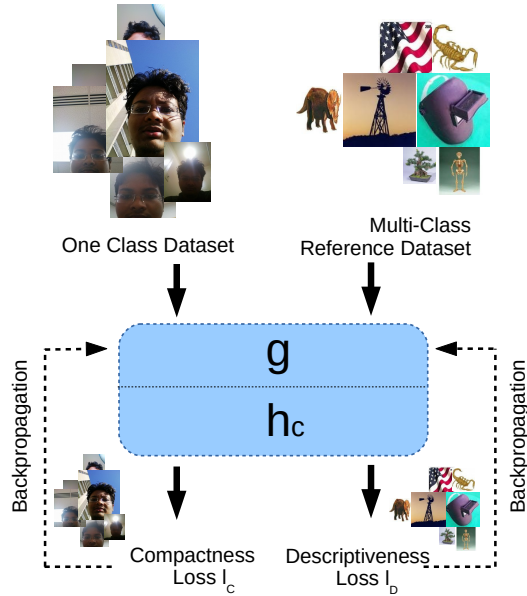 One Class Dataset
Multi-Class
Reference Dataset
g
hc
Backpropagation
Backpropagation
Compactness
Loss lC
Descriptiveness
Loss lD